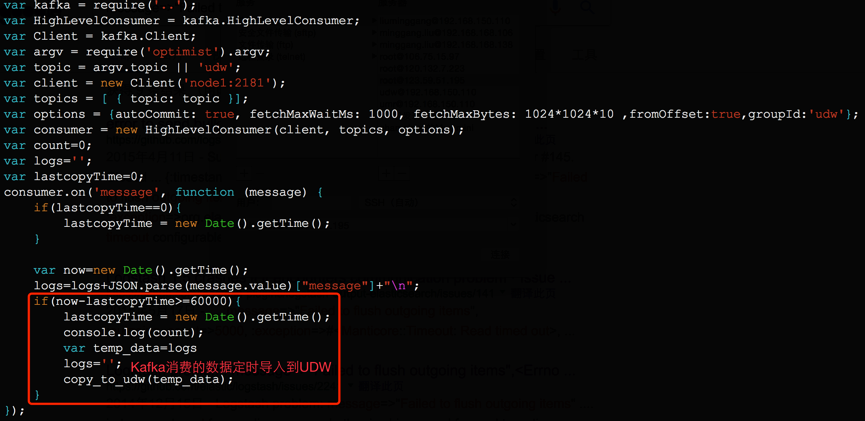 var kafka = require('..');
var HighLevelConsumer = kafka.HighLevelConsumer;
var Client = kafka.Client;
var argv = require('optimist').argv;
var topic = argv.topic || 'udw';
var client = new Client('node1:2181');
var topics = [ { topic: topic }];
var options = {autoCommit: true, fetchMaxWaitMs: 1000, fetchMaxBytes: 1024*1024*10 ,fromOffset:true,groupId:'udw'};
var consumer = new HighLevelConsumer(client, topics, options);
var count=0;
var logs='';
var lastcopyTime=0;
consumer.on('message', function (message) {
    if(lastcopyTime==0){
        lastcopyTime = new Date().getTime();
    }
    var now=new Date().getTime();
    logs=logs+JSON.parse(message.value)["message"]+"\n";
    if(now-lastcopyTime>=60000){
        lastcopyTime = new Date().getTime();
        console.log(count);
        var temp_data=logs
        logs=''; Kafka消费的数据定时导入到UDW
        copy_to_udw(temp_data);
    }
});